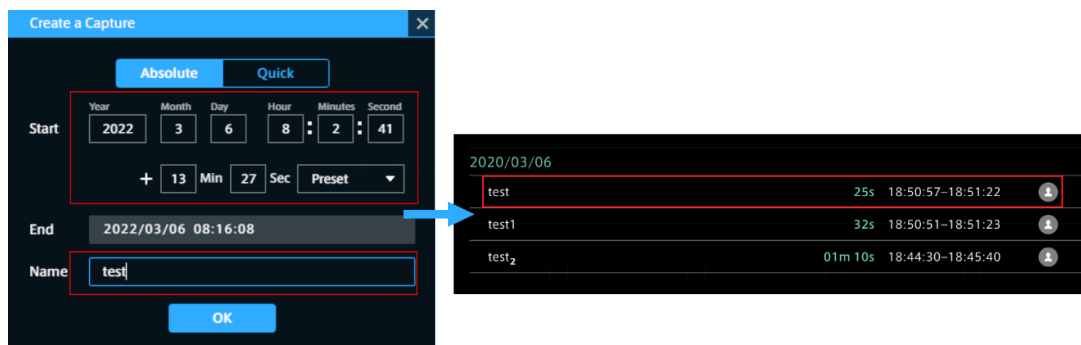 Create a Capture
Absolute Quick
Year Month Day Hour Minutes Second
Start 2022 3 6 8 : 2 : 41
+ 13 Min 27 Sec Preset
End 2022/03/06 08:16:08
Name test
OK
2020/03/06
test 25s 18:50:57–18:51:22
test1 32s 18:50:51–18:51:23
test₂ 01m 10s 18:44:30–18:45:40